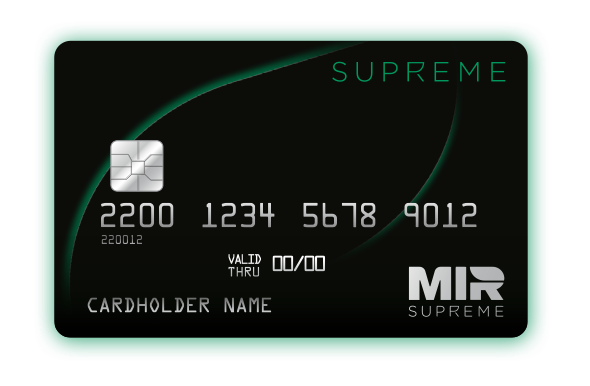 SUPREME
2200 1234 5678 9012
220012
VALID
THRU 00/00
CARDHOLDER NAME
MIR
SUPREME